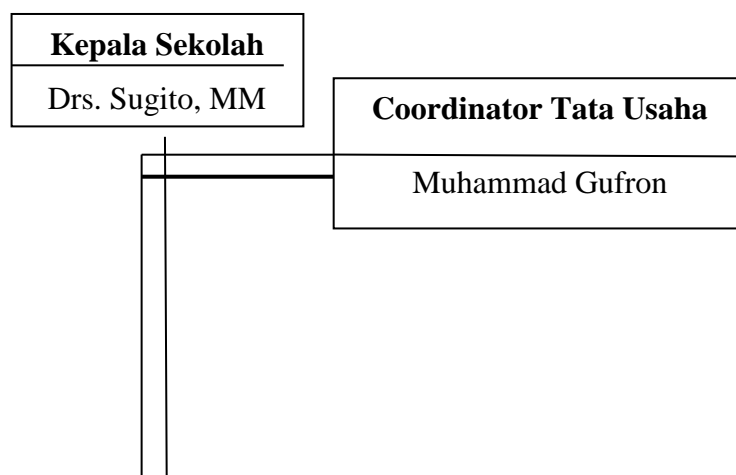 Kepala Sekolah
Drs. Sugito, MM
Coordinator Tata Usaha
Muhammad Gufron